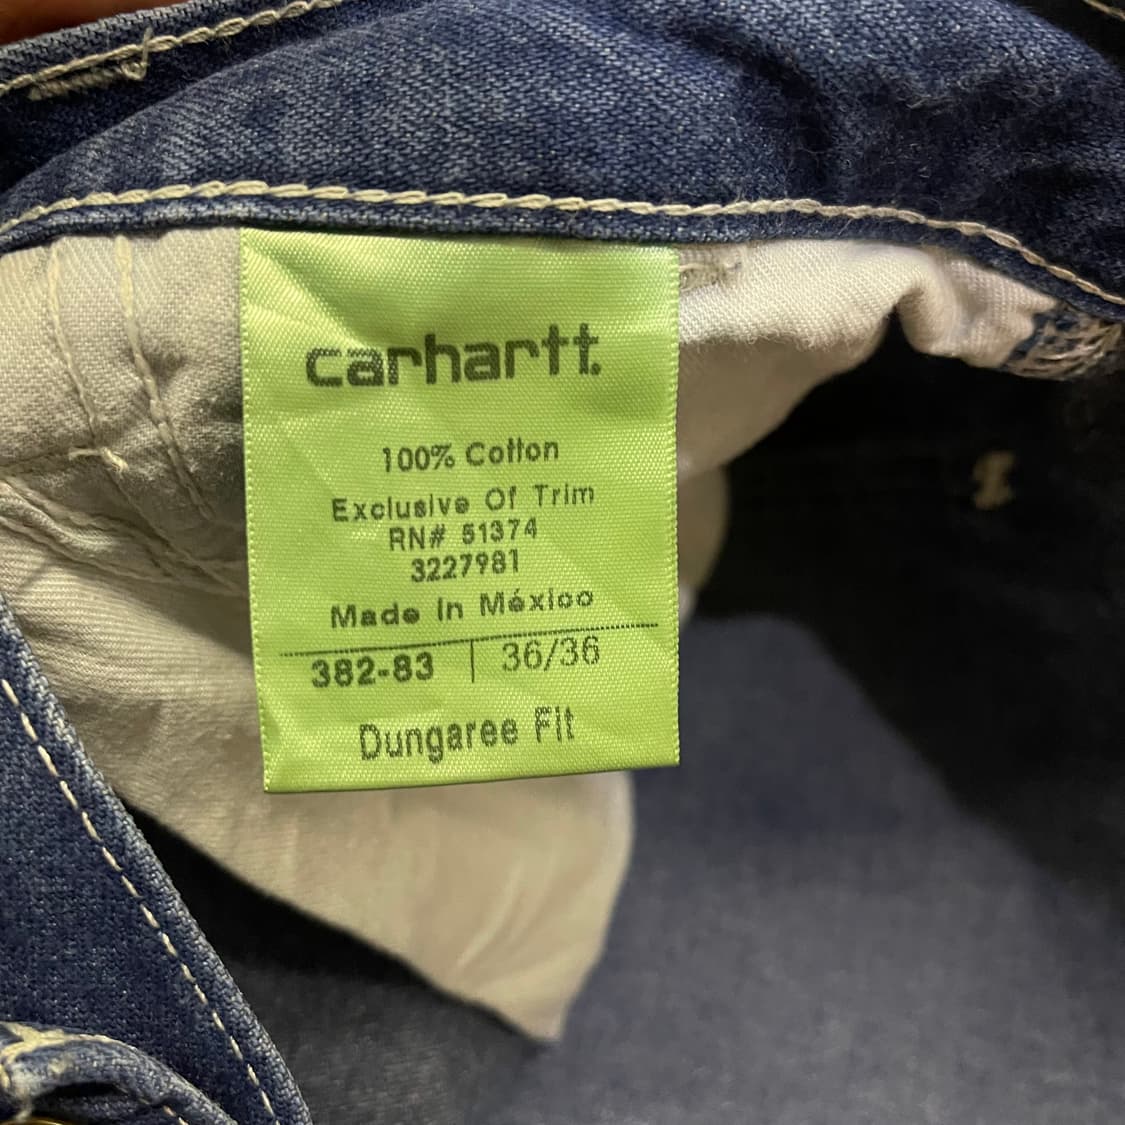 carhartt.
100% Cotton
Exclusive Of Trim
RN# 51374
3227981
Made In México
382-83 | 36/36
Dungaree Fit